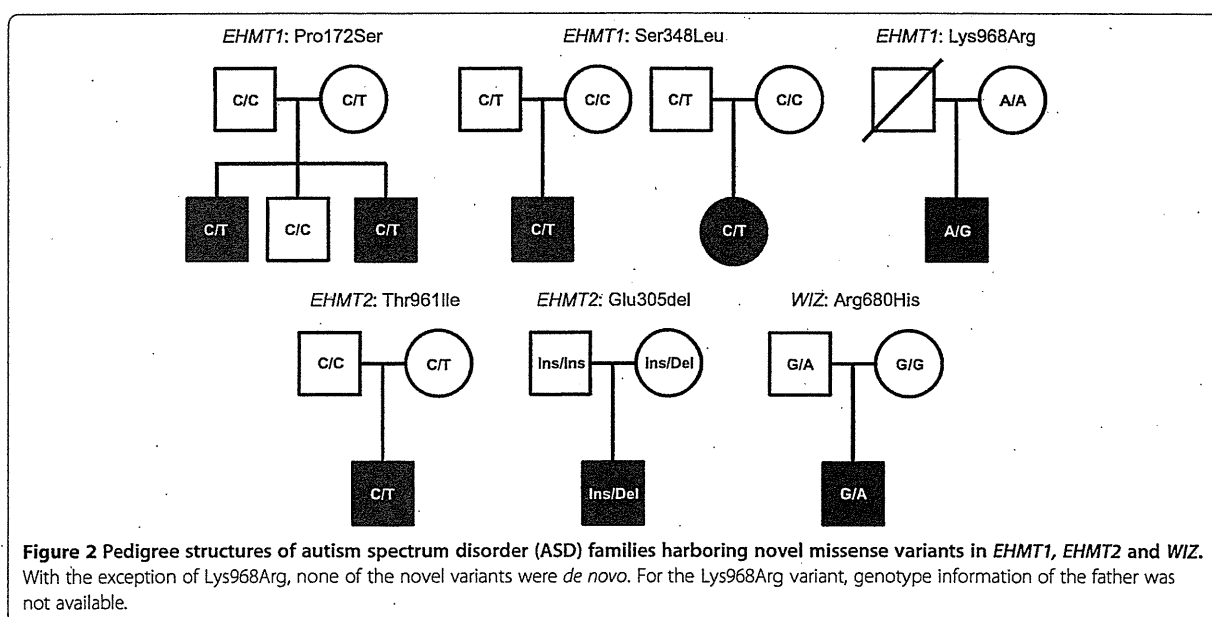 EHMT1: Pro172Ser EHMT1: Ser348Leu EHMT1: Lys968Arg
C/C C/T C/T C/C C/T C/C A/A
C/T C/C C/T C/T C/T A/G
EHMT2: Thr961Ile EHMT2: Glu305del WIZ: Arg680His
C/C C/T Ins/Ins Ins/Del G/A G/G
C/T Ins/Del G/A
Figure 2 Pedigree structures of autism spectrum disorder (ASD) families harboring novel missense variants in EHMT1, EHMT2 and WIZ.
With the exception of Lys968Arg, none of the novel variants were de novo. For the Lys968Arg variant, genotype information of the father was
not available.